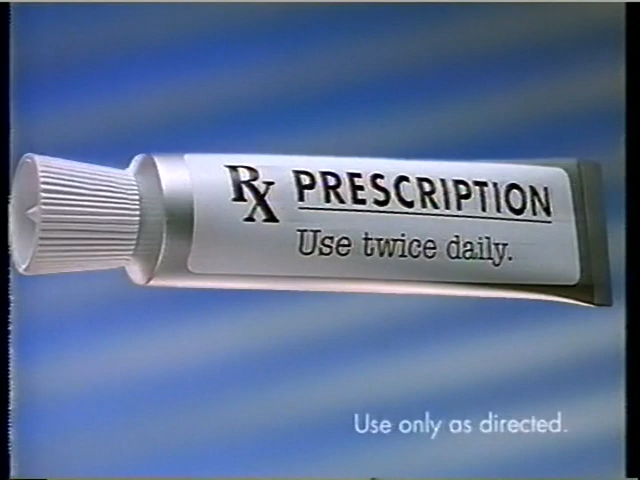 Rx PRESCRIPTION
Use twice daily.
Use only as directed.